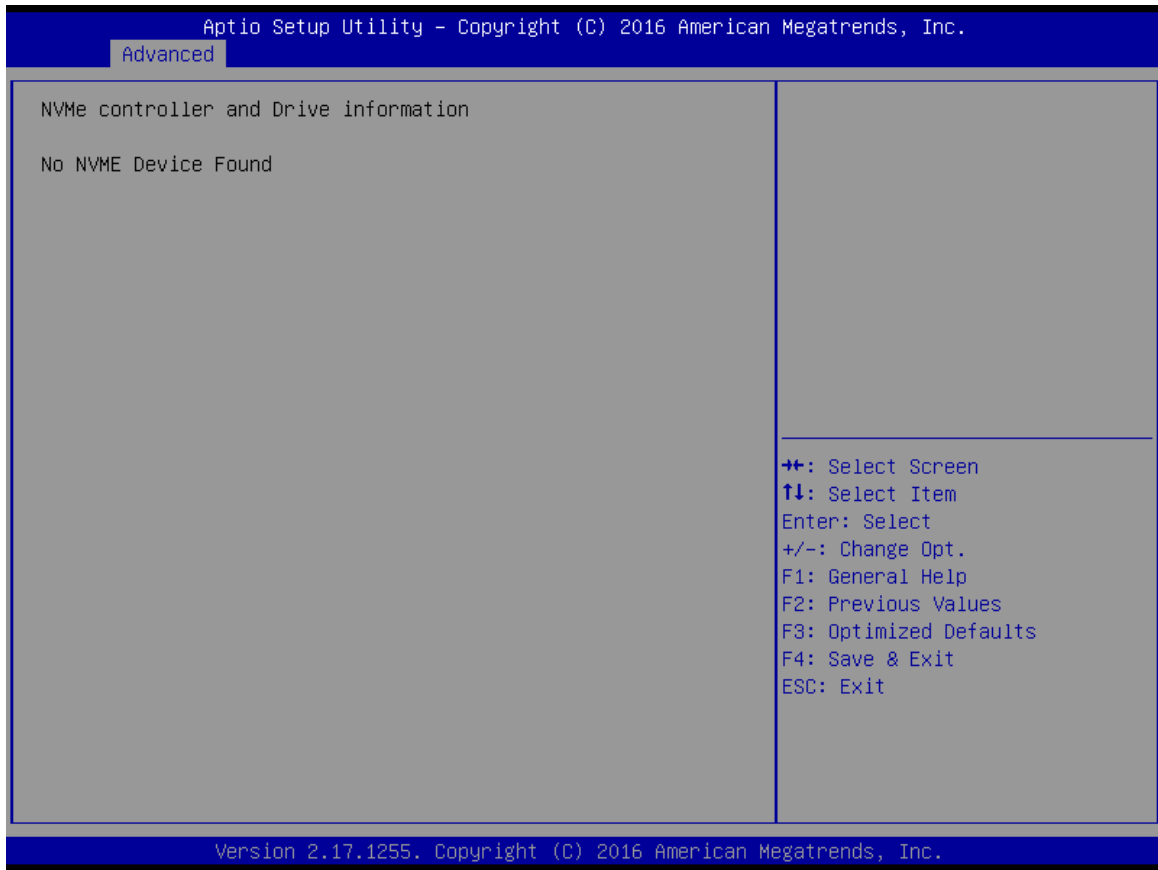 Aptio Setup Utility – Copyright (C) 2016 American Megatrends, Inc.
Advanced
NVMe controller and Drive information
No NVME Device Found
→←: Select Screen
↑↓: Select Item
Enter: Select
+/-: Change Opt.
F1: General Help
F2: Previous Values
F3: Optimized Defaults
F4: Save & Exit
ESC: Exit
Version 2.17.1255. Copyright (C) 2016 American Megatrends, Inc.